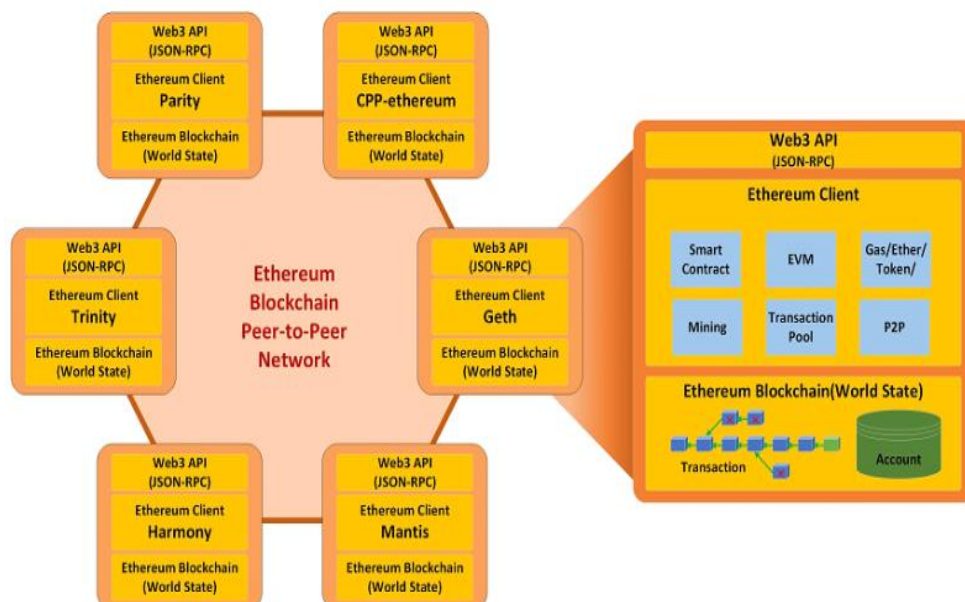 Web3 API
(JSON-RPC)
Ethereum Client
Parity
Ethereum Blockchain
(World State)
Web3 API
(JSON-RPC)
Ethereum Client
CPP-ethereum
Ethereum Blockchain
(World State)
Web3 API
(JSON-RPC)
Ethereum Client
Trinity
Ethereum Blockchain
(World State)
Ethereum
Blockchain
Peer-to-Peer
Network
Web3 API
(JSON-RPC)
Ethereum Client
Geth
Ethereum Blockchain
(World State)
Web3 API
(JSON-RPC)
Ethereum Client
Harmony
Ethereum Blockchain
(World State)
Web3 API
(JSON-RPC)
Ethereum Client
Mantis
Ethereum Blockchain
(World State)
Web3 API
(JSON-RPC)
Ethereum Client
Smart
Contract
EVM
Gas/Ether/
Token/
Mining
Transaction
Pool
P2P
Ethereum Blockchain(World State)
Transaction
Account